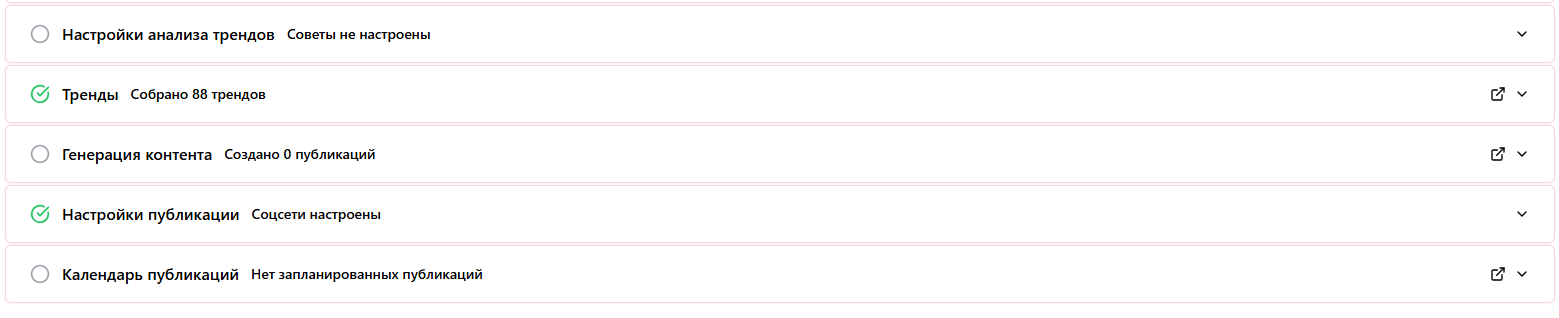 Настройки анализа трендов Советы не настроены
Тренды Собрано 88 трендов
Генерация контента Создано 0 публикаций
Настройки публикации Соцсети настроены
Календарь публикаций Нет запланированных публикаций